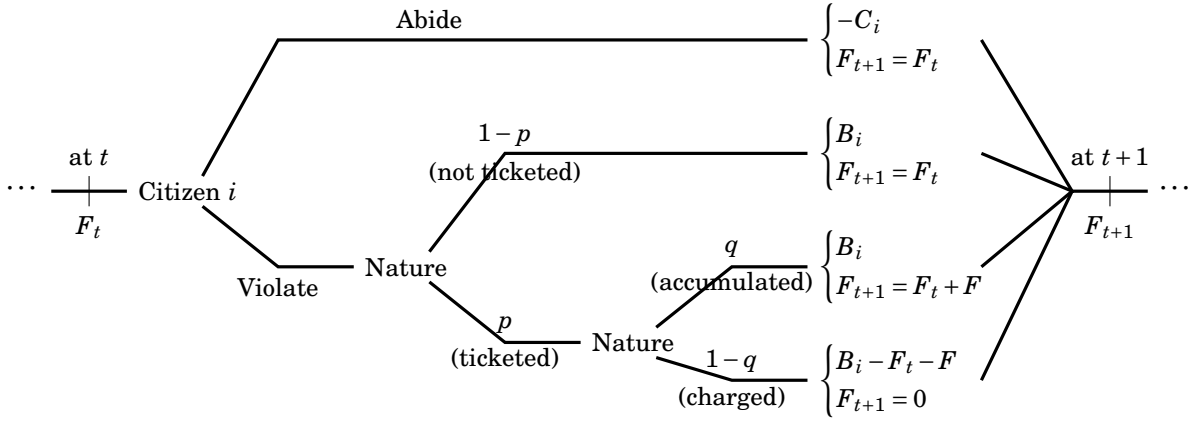 Abide
−C_i
F_{t+1} = F_t
1 − p
(not ticketed)
B_i
F_{t+1} = F_t
at t
at t + 1
⋯
Citizen i
⋯
F_t
F_{t+1}
Violate
Nature
q
(accumulated)
B_i
F_{t+1} = F_t + F
p
(ticketed)
Nature
1 − q
(charged)
B_i − F_t − F
F_{t+1} = 0